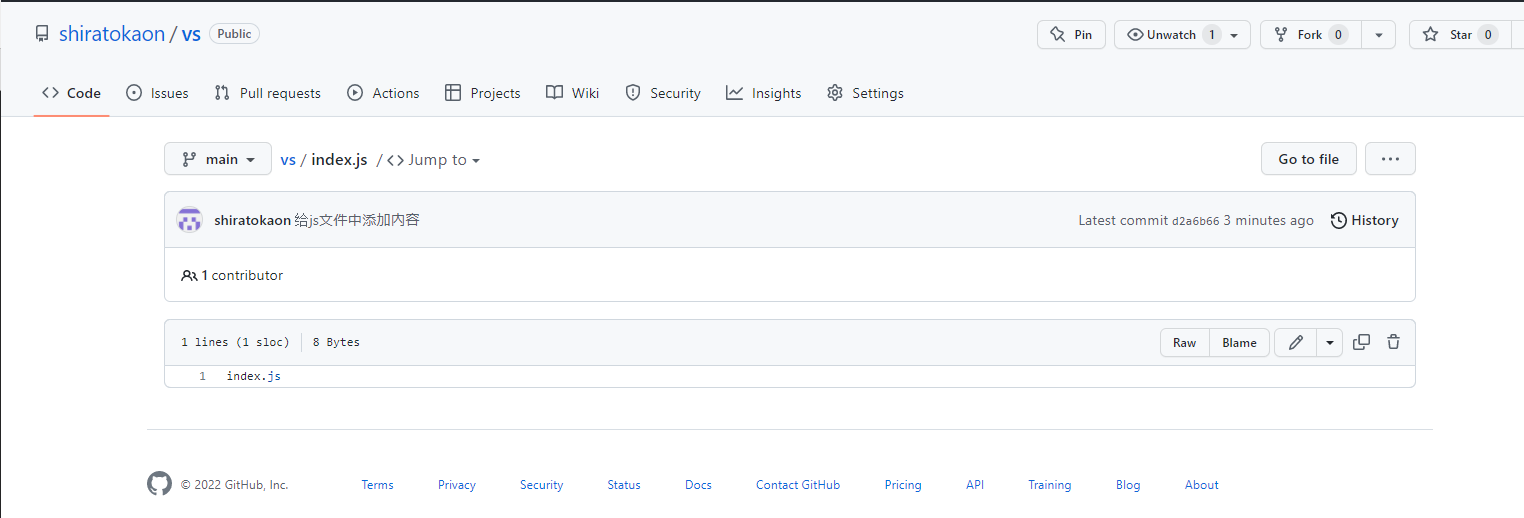 shiratokaon / vs Public Pin Unwatch 1 Fork 0 Star 0
Code Issues Pull requests Actions Projects Wiki Security Insights Settings
main vs / index.js / <> Jump to Go to file ...
shiratokaon 给js文件中添加内容 Latest commit d2a6b66 3 minutes ago History
1 contributor
1 lines (1 sloc) 8 Bytes Raw Blame
1 index.js
© 2022 GitHub, Inc. Terms Privacy Security Status Docs Contact GitHub Pricing API Training Blog About